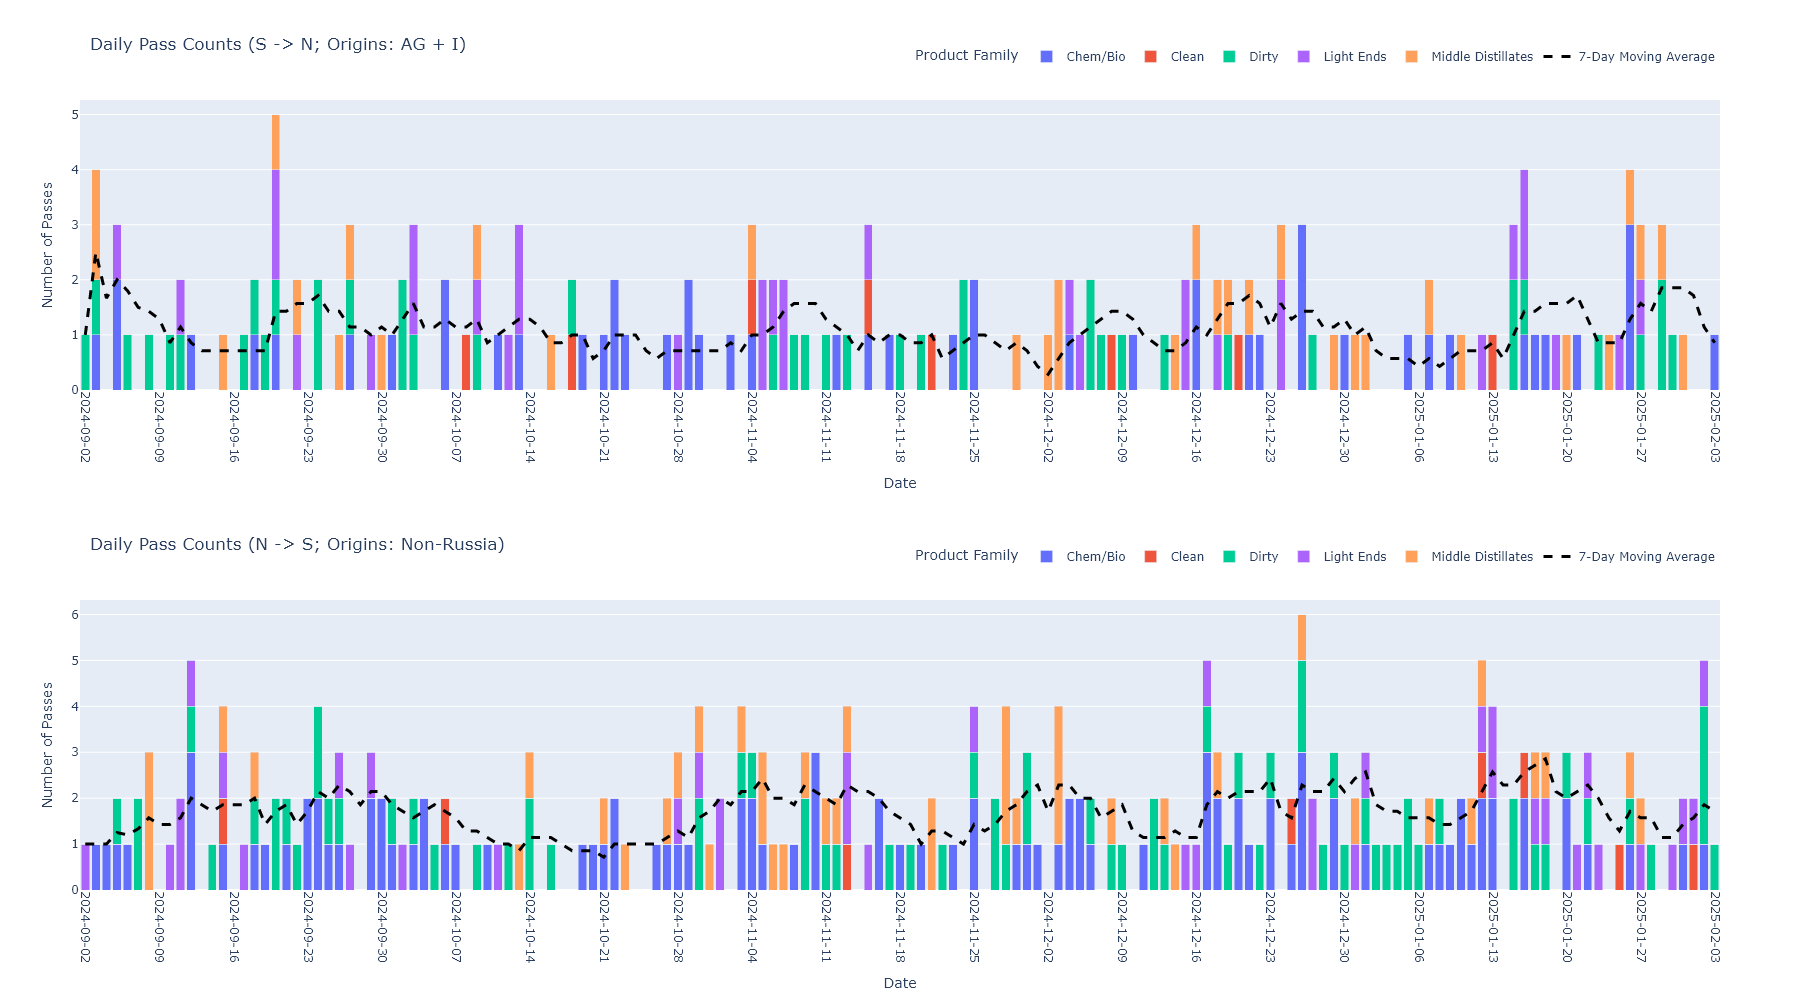 Daily Pass Counts (S -> N; Origins: AG + I)
Product Family Chem/Bio Clean Dirty Light Ends Middle Distillates 7-Day Moving Average
Number of Passes
5
4
3
2
1
0
2024-09-02 2024-09-09 2024-09-16 2024-09-23 2024-09-30 2024-10-07 2024-10-14 2024-10-21 2024-10-28 2024-11-04 2024-11-11 2024-11-18 2024-11-25 2024-12-02 2024-12-09 2024-12-16 2024-12-23 2024-12-30 2025-01-06 2025-01-13 2025-01-20 2025-01-27 2025-02-03
Date
Daily Pass Counts (N -> S; Origins: Non-Russia)
Product Family Chem/Bio Clean Dirty Light Ends Middle Distillates 7-Day Moving Average
Number of Passes
6
5
4
3
2
1
0
2024-09-02 2024-09-09 2024-09-16 2024-09-23 2024-09-30 2024-10-07 2024-10-14 2024-10-21 2024-10-28 2024-11-04 2024-11-11 2024-11-18 2024-11-25 2024-12-02 2024-12-09 2024-12-16 2024-12-23 2024-12-30 2025-01-06 2025-01-13 2025-01-20 2025-01-27 2025-02-03
Date